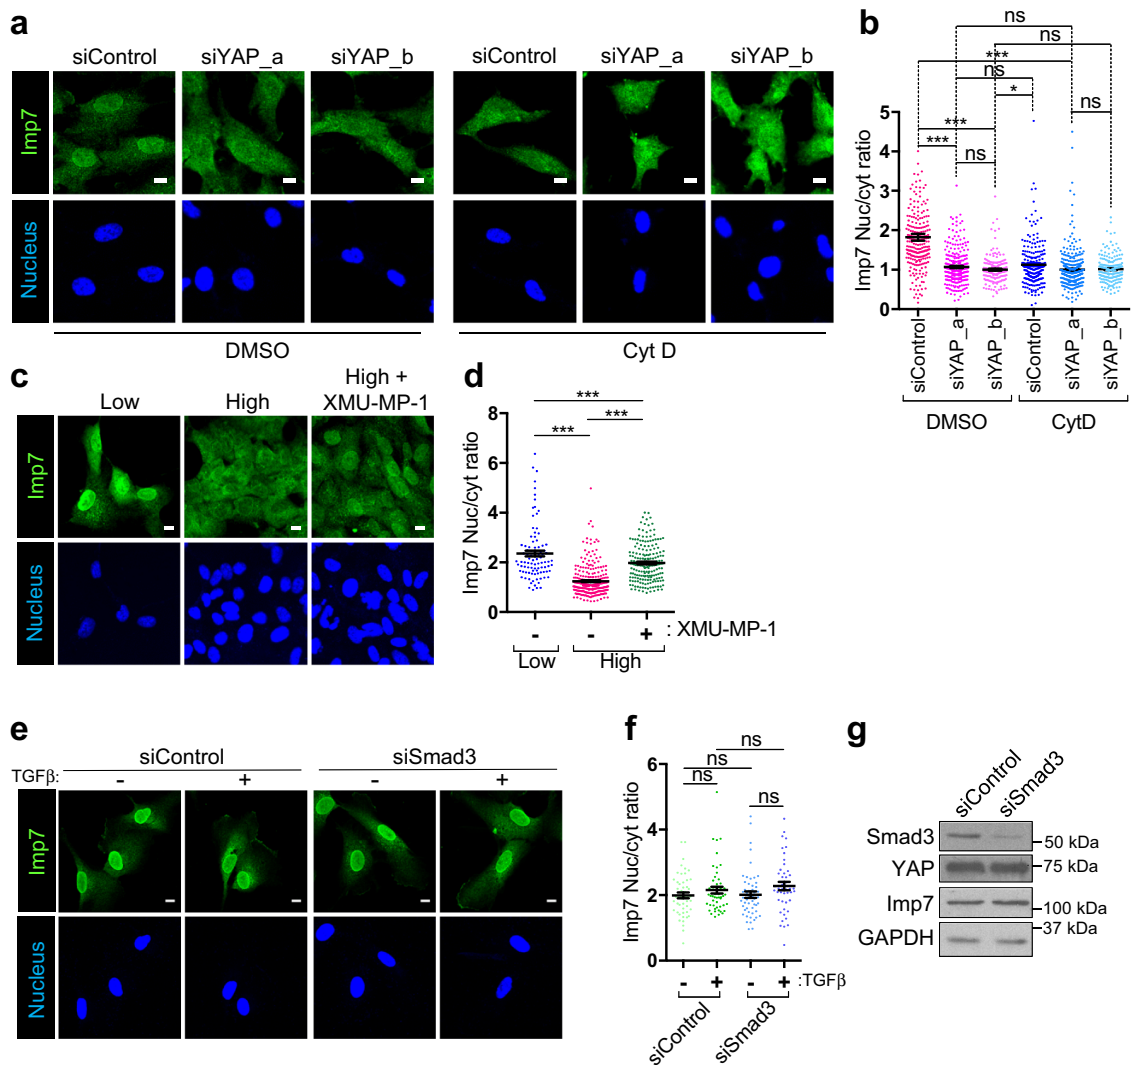 a
siControl siYAP_a siYAP_b siControl siYAP_a siYAP_b
Imp7
Nucleus
DMSO Cyt D
b
ns
ns
***
ns
*
ns
***
***
ns
Imp7 Nuc/cyt ratio
5
4
3
2
1
0
siControl siYAP_a siYAP_b siControl siYAP_a siYAP_b
DMSO CytD
c
Low High High +
XMU-MP-1
Imp7
Nucleus
d
***
***
***
Imp7 Nuc/cyt ratio
8
6
4
2
0
- - + : XMU-MP-1
Low High
e
siControl siSmad3
TGFβ: - + - +
Imp7
Nucleus
f
ns
ns
ns
ns
Imp7 Nuc/cyt ratio
6
4
2
0
- + - + :TGFβ
siControl siSmad3
g
siControl siSmad3
Smad3 50 kDa
YAP 75 kDa
Imp7 100 kDa
GAPDH 37 kDa